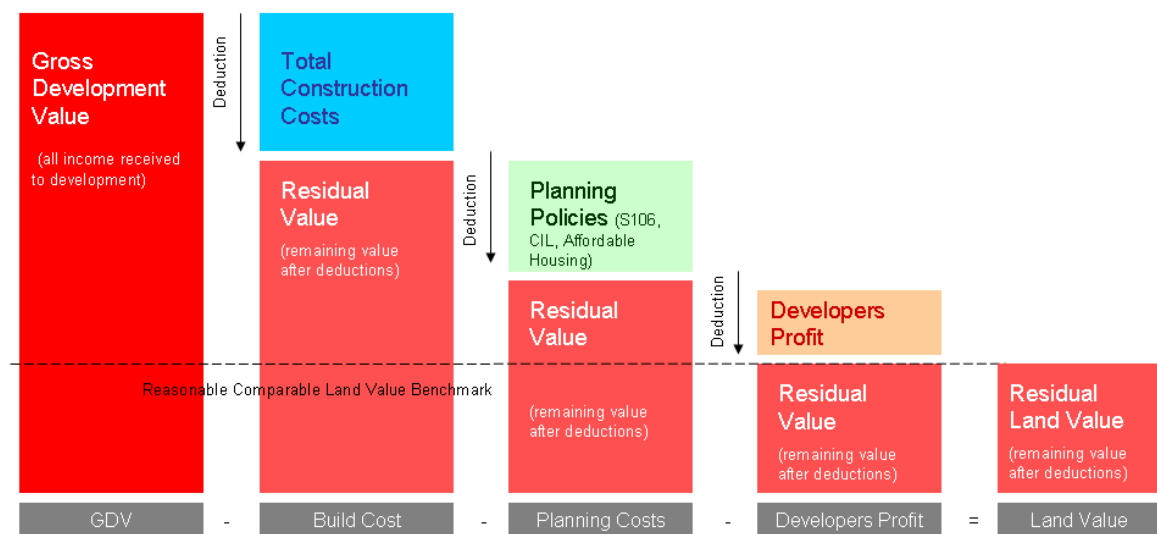 Gross
Development
Value
(all income received
to development)
Deduction
Total
Construction
Costs
Residual
Value
(remaining value
after deductions)
Deduction
Planning
Policies (S106,
CIL, Affordable
Housing)
Residual
Value
(remaining value
after deductions)
Deduction
Developers
Profit
Residual
Value
(remaining value
after deductions)
Residual
Land Value
(remaining value
after deductions)
Reasonable Comparable Land Value Benchmark
GDV - Build Cost - Planning Costs - Developers Profit = Land Value